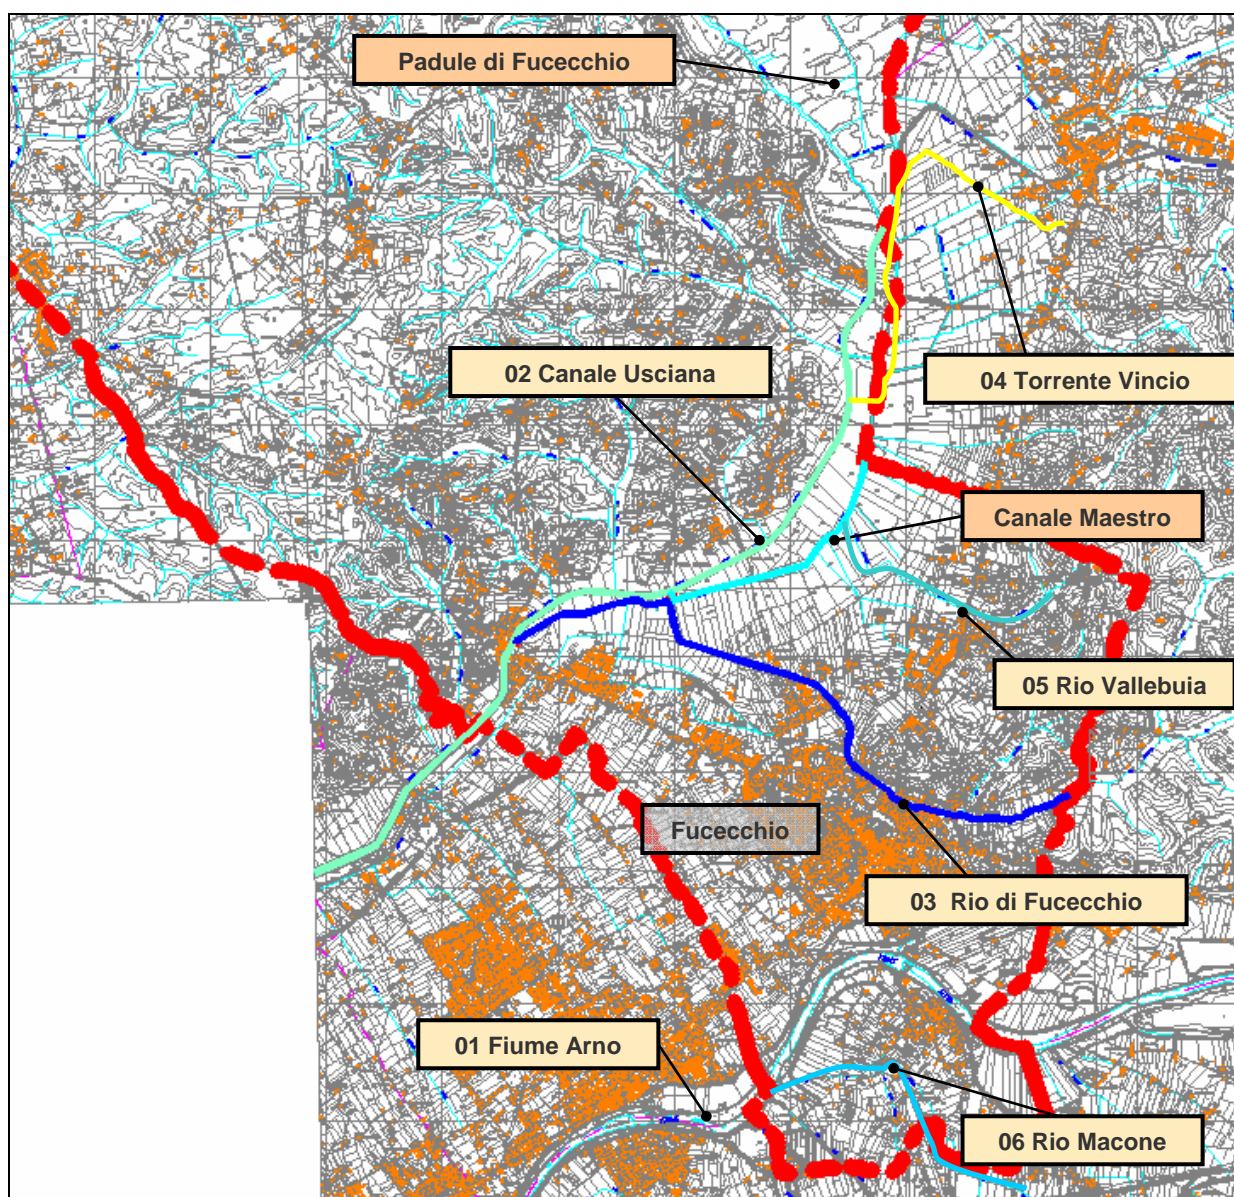 Padule di Fucecchio
02 Canale Usciana
04 Torrente Vincio
Canale Maestro
05 Rio Vallebuia
Fucecchio
03 Rio di Fucecchio
01 Fiume Arno
06 Rio Macone